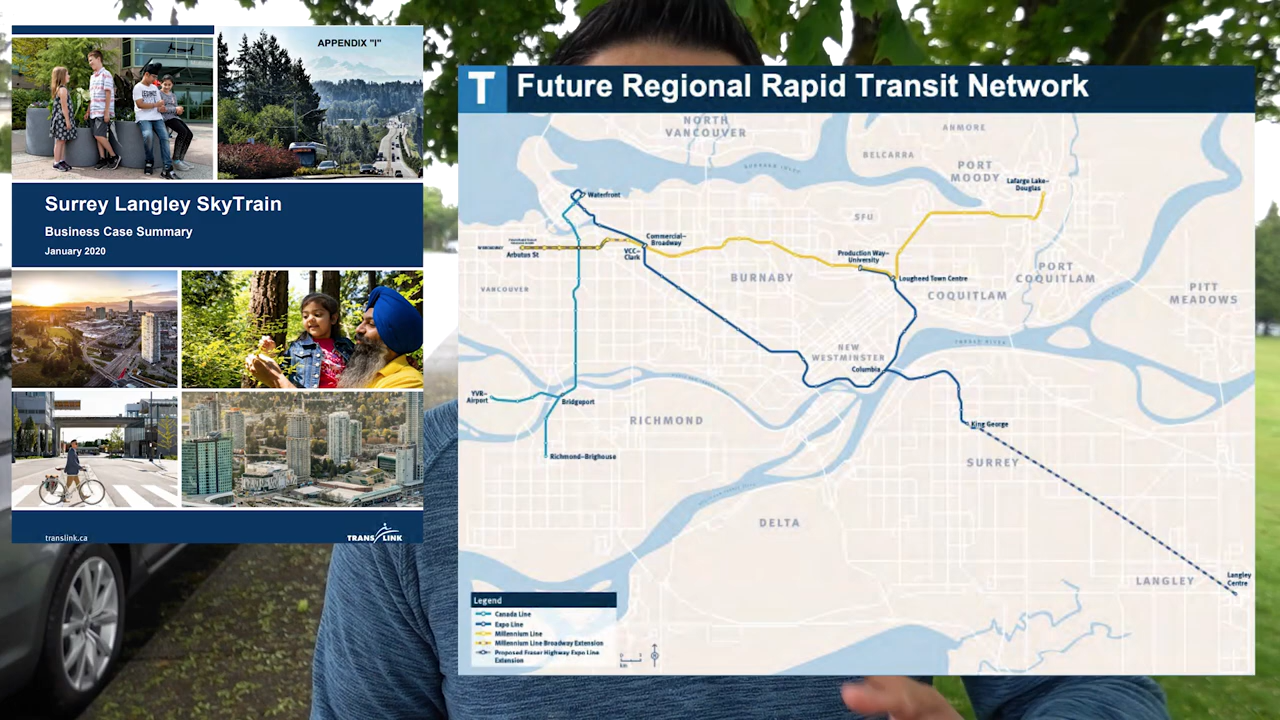 APPENDIX "I"
Surrey Langley SkyTrain
Business Case Summary
January 2020
translink.ca
TRANS LINK
T
Future Regional Rapid Transit Network
NORTH
VANCOUVER
ANMORE
BELCARRA
PORT
MOODY
Lafarge Lake–
Douglas
Waterfront
SFU
Commercial–
Broadway
VCC–
Clark
Arbutus St
Production Way–
University
Lougheed Town Centre
BURNABY
PORT
COQUITLAM
COQUITLAM
PITT
MEADOWS
VANCOUVER
NEW
WESTMINSTER
Columbia
YVR–
Airport
Bridgeport
RICHMOND
King George
Richmond–Brighouse
SURREY
DELTA
LANGLEY
Langley
Centre
Legend
Canada Line
Expo Line
Millennium Line
Millennium Line Broadway Extension
Proposed Fraser Highway Expo Line
Extension
km